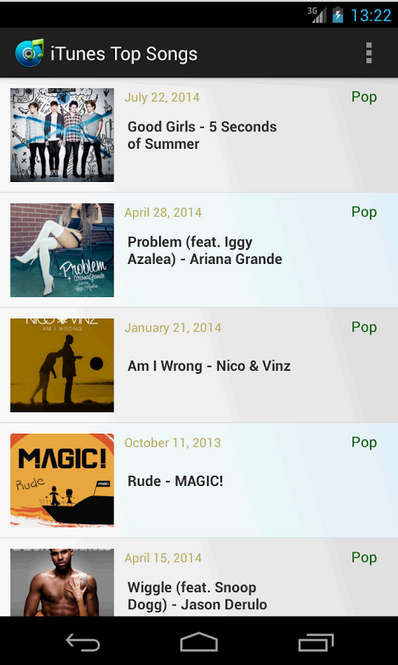 3G 13:22
iTunes Top Songs
July 22, 2014 Pop
Good Girls - 5 Seconds
of Summer
April 28, 2014 Pop
Problem (feat. Iggy
Azalea) - Ariana Grande
Problem
January 21, 2014 Pop
NICO & VINZ
AM I WRONG
Am I Wrong - Nico & Vinz
October 11, 2013 Pop
MAGIC!
Rude
Rude - MAGIC!
April 15, 2014 Pop
Wiggle (feat. Snoop
Dogg) - Jason Derulo